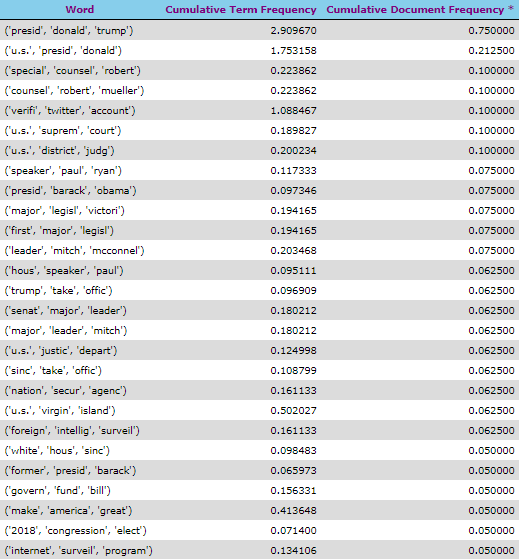 Word Cumulative Term Frequency Cumulative Document Frequency *
('presid', 'donald', 'trump') 2.909670 0.750000
('u.s.', 'presid', 'donald') 1.753158 0.212500
('special', 'counsel', 'robert') 0.223862 0.100000
('counsel', 'robert', 'mueller') 0.223862 0.100000
('verifi', 'twitter', 'account') 1.088467 0.100000
('u.s.', 'suprem', 'court') 0.189827 0.100000
('u.s.', 'district', 'judg') 0.200234 0.100000
('speaker', 'paul', 'ryan') 0.117333 0.075000
('presid', 'barack', 'obama') 0.097346 0.075000
('major', 'legisl', 'victori') 0.194165 0.075000
('first', 'major', 'legisl') 0.194165 0.075000
('leader', 'mitch', 'mcconnel') 0.203468 0.075000
('hous', 'speaker', 'paul') 0.095111 0.062500
('trump', 'take', 'offic') 0.096909 0.062500
('senat', 'major', 'leader') 0.180212 0.062500
('major', 'leader', 'mitch') 0.180212 0.062500
('u.s.', 'justic', 'depart') 0.124998 0.062500
('sinc', 'take', 'offic') 0.108799 0.062500
('nation', 'secur', 'agenc') 0.161133 0.062500
('u.s.', 'virgin', 'island') 0.502027 0.062500
('foreign', 'intellig', 'surveil') 0.161133 0.062500
('white', 'hous', 'sinc') 0.098483 0.050000
('former', 'presid', 'barack') 0.065973 0.050000
('govern', 'fund', 'bill') 0.156331 0.050000
('make', 'america', 'great') 0.413648 0.050000
('2018', 'congression', 'elect') 0.071400 0.050000
('internet', 'surveil', 'program') 0.134106 0.050000